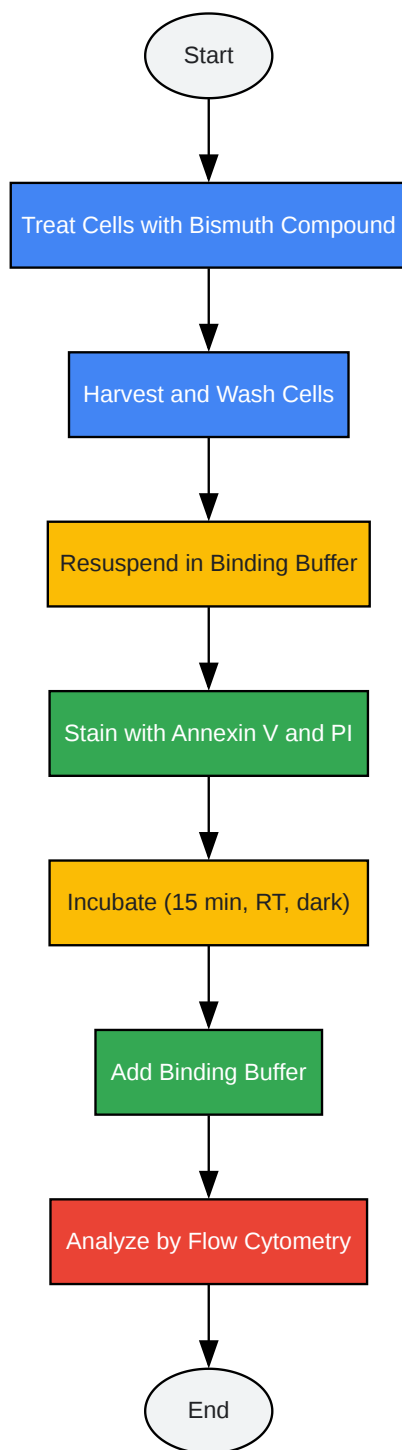 Start
Treat Cells with Bismuth Compound
Harvest and Wash Cells
Resuspend in Binding Buffer
Stain with Annexin V and PI
Incubate (15 min, RT, dark)
Add Binding Buffer
Analyze by Flow Cytometry
End